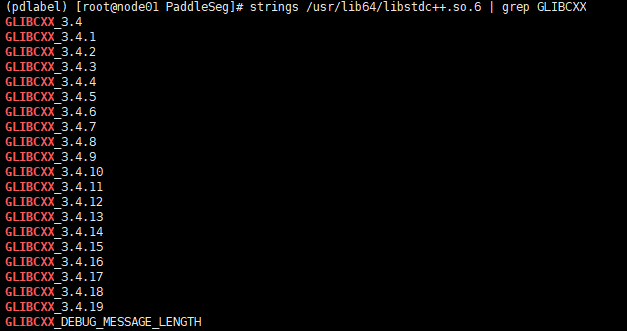 (pdlabel) [root@node01 PaddleSeg]# strings /usr/lib64/libstdc++.so.6 | grep GLIBCXX
GLIBCXX_3.4
GLIBCXX_3.4.1
GLIBCXX_3.4.2
GLIBCXX_3.4.3
GLIBCXX_3.4.4
GLIBCXX_3.4.5
GLIBCXX_3.4.6
GLIBCXX_3.4.7
GLIBCXX_3.4.8
GLIBCXX_3.4.9
GLIBCXX_3.4.10
GLIBCXX_3.4.11
GLIBCXX_3.4.12
GLIBCXX_3.4.13
GLIBCXX_3.4.14
GLIBCXX_3.4.15
GLIBCXX_3.4.16
GLIBCXX_3.4.17
GLIBCXX_3.4.18
GLIBCXX_3.4.19
GLIBCXX_DEBUG_MESSAGE_LENGTH